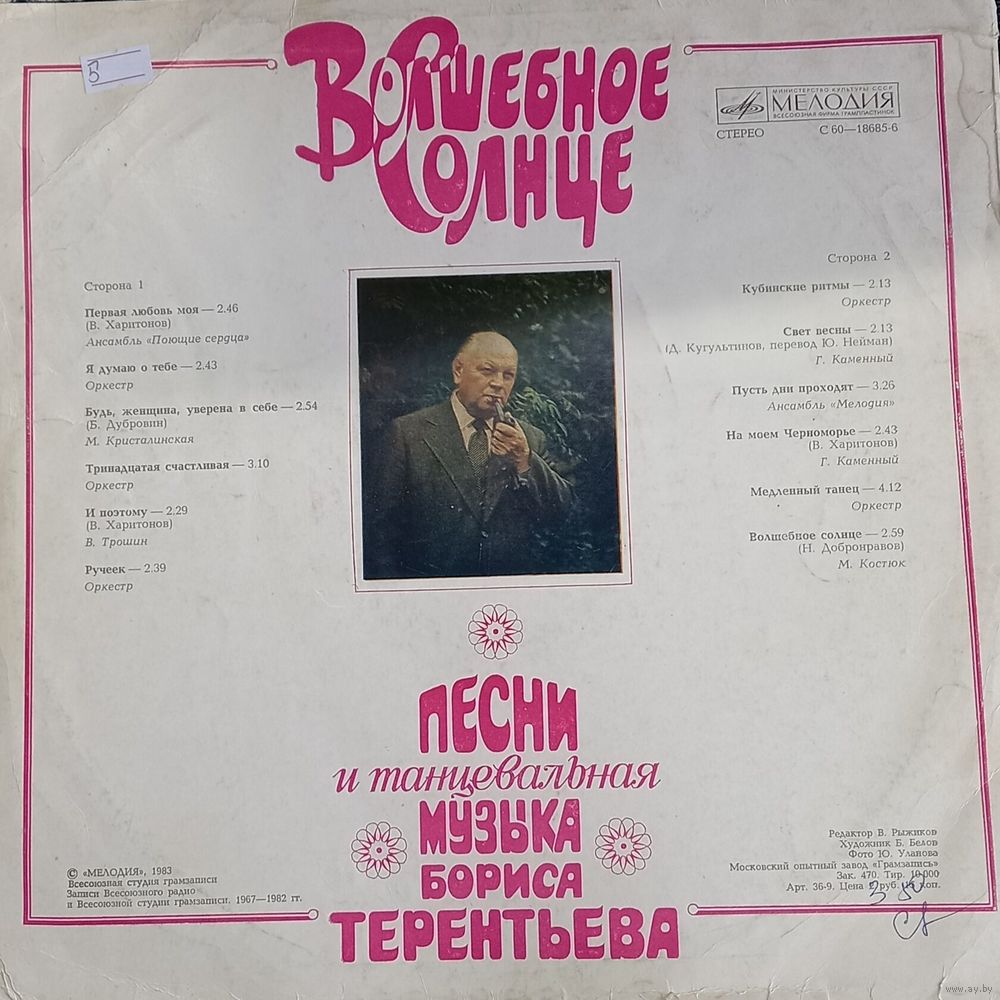 5
Волшебное
Солнце
МИНИСТЕРСТВО КУЛЬТУРЫ СССР
МЕЛОДИЯ
ВСЕСОЮЗНАЯ ФИРМА ГРАМПЛАСТИНОК
СТЕРЕО С 60—18685-6
Сторона 1
Первая любовь моя — 2.46
(В. Харитонов)
Ансамбль «Поющие сердца»
Я думаю о тебе — 2.43
Оркестр
Будь, женщина, уверена в себе — 2.54
(Б. Дубровин)
М. Кристалинская
Тринадцатая счастливая — 3.10
Оркестр
И поэтому — 2.29
(В. Харитонов)
В. Трошин
Ручеек — 2.39
Оркестр
Сторона 2
Кубинские ритмы — 2.13
Оркестр
Свет весны — 2.13
(Д. Кугультинов, перевод Ю. Нейман)
Г. Каменный
Пусть дни проходят — 3.26
Ансамбль «Мелодия»
На моем Черноморье — 2.43
(В. Харитонов)
Г. Каменный
Медленный танец — 4.12
Оркестр
Волшебное солнце — 2.59
(Н. Добронравов)
М. Костюк
ПЕСНИ
и танцевальная
МУЗЫКА
БОРИСА
ТЕРЕНТЬЕВА
© «МЕЛОДИЯ», 1983
Всесоюзная студия грамзаписи
Записи Всесоюзного радио
и Всесоюзной студии грамзаписи. 1967—1982 гг.
Редактор В. Рыжиков
Художник Б. Белов
Фото Ю. Уланова
Московский опытный завод «Грамзапись»
Зак. 470. Тир. 10 000
Арт. 36-9. Цена руб. коп.
www.ay.by